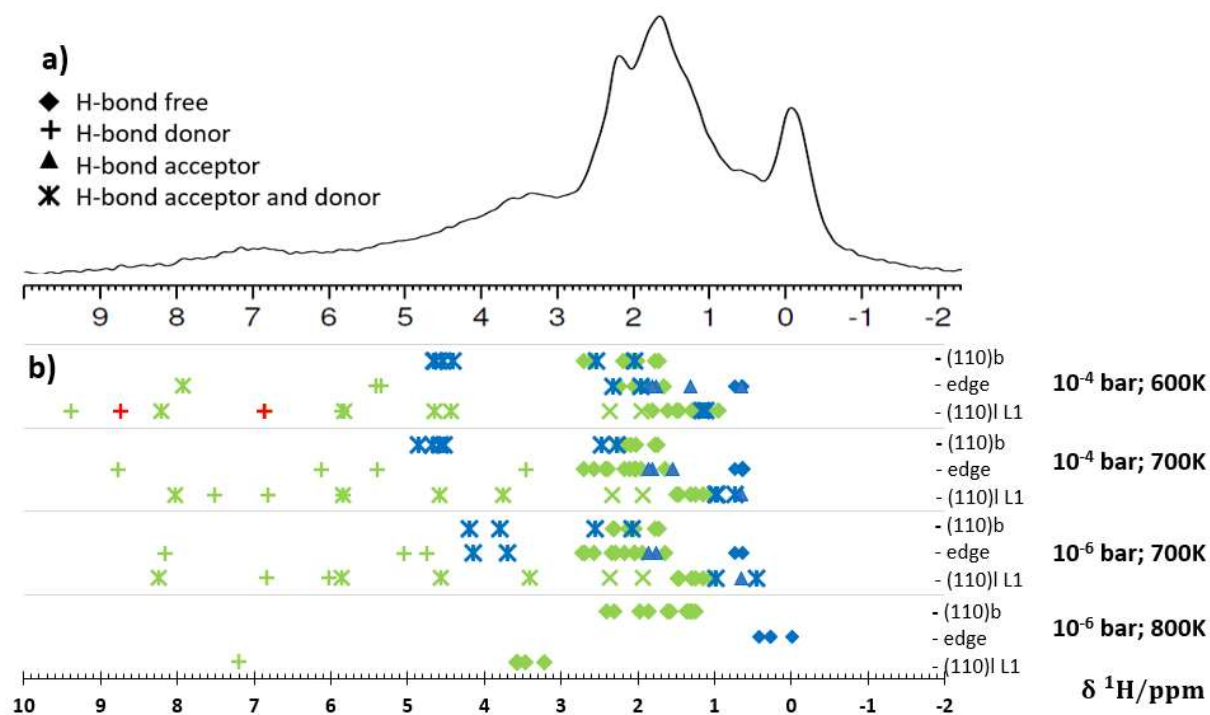 a)
H-bond free
H-bond donor
H-bond acceptor
H-bond acceptor and donor
9 8 7 6 5 4 3 2 1 0 -1 -2
b)
- (110)b
- edge
- (110)l L1
10⁻⁴ bar; 600K
- (110)b
- edge
- (110)l L1
10⁻⁴ bar; 700K
- (110)b
- edge
- (110)l L1
10⁻⁶ bar; 700K
- (110)b
- edge
- (110)l L1
10⁻⁶ bar; 800K
10 9 8 7 6 5 4 3 2 1 0 -1 -2
δ ¹H/ppm